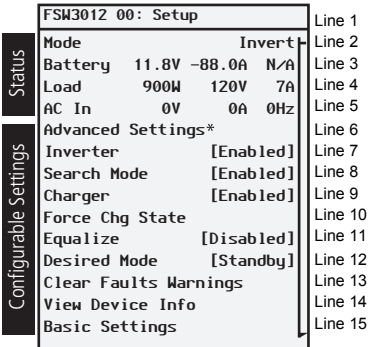 FSW3012 00: Setup Line 1
Mode Invert Line 2
Battery 11.8V -88.0A N/A Line 3
Load 900W 120V 7A Line 4
AC In 0V 0A 0Hz Line 5
Advanced Settings* Line 6
Inverter [Enabled] Line 7
Search Mode [Enabled] Line 8
Charger [Enabled] Line 9
Force Chg State Line 10
Equalize [Disabled] Line 11
Desired Mode [Standby] Line 12
Clear Faults Warnings Line 13
View Device Info Line 14
Basic Settings Line 15
Status
Configurable Settings